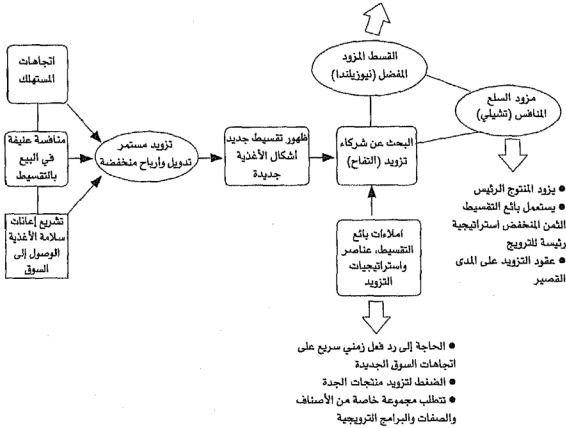 اتجاهات
المستهلك
منافسة عنيفة
في البيع
بالتقسيط
تشريع إعانات
سلامة الأغذية
الوصول إلى
السوق
تزويد مستمر
تدويل وأرباح منخفضة
ظهور تقسيط جديد
أشكال الأغذية
جديدة
البحث عن شركاء
تزويد (التفاح)
القسط المزود
المفضل (نيوزيلندا)
مزود السلع
المنافس (تشيلي)
● يزود المنتوج الرئيس
● يستعمل بائع التقسيط
الثمن المنخفض استراتيجية
رئسة للترويج
● عقود التزويد على المدى
القصير
املاءات بائع
التقسيط، عناصر
واستراتيجيات
التزويد
● الحاجة إلى رد فعل زمني سريع على
اتجاهات السوق الجديدة
● الضغط لتزويد منتجات الجدة
● تتطلب مجموعة خاصة من الأصناف
والصفات والبرامج الترويجية